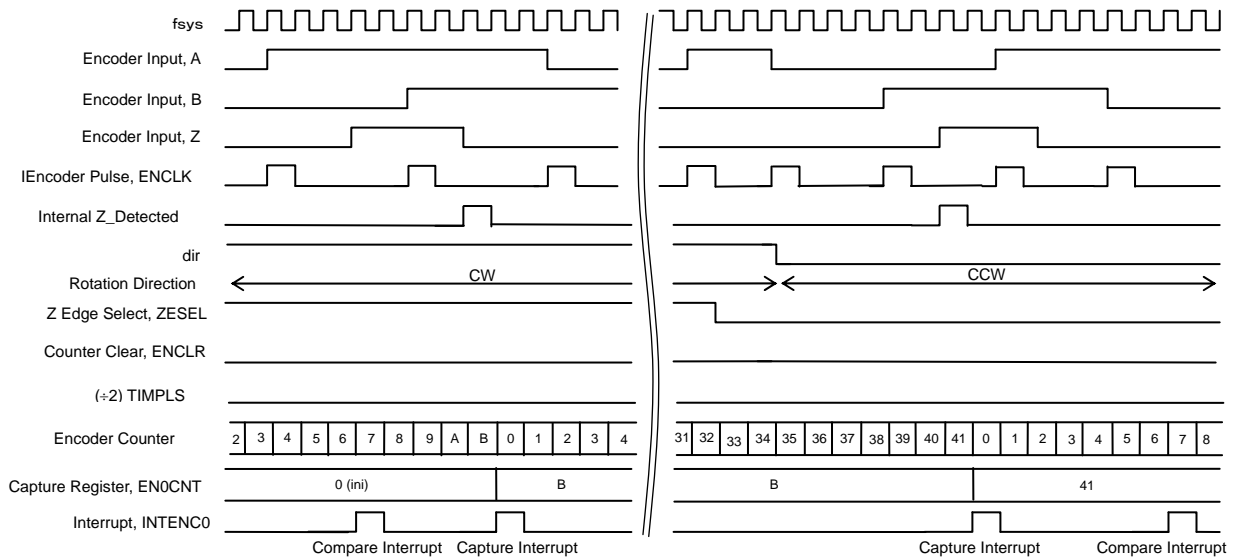 fsys
Encoder Input, A
Encoder Input, B
Encoder Input, Z
IEncoder Pulse, ENCLK
Internal Z_Detected
dir
Rotation Direction CW CCW
Z Edge Select, ZESEL
Counter Clear, ENCLR
(÷2) TIMPLS
Encoder Counter 2 3 4 5 6 7 8 9 A B 0 1 2 3 4 31 32 33 34 35 36 37 38 39 40 41 0 1 2 3 4 5 6 7 8
Capture Register, EN0CNT 0 (ini) B B 41
Interrupt, INTENC0
Compare Interrupt Capture Interrupt Capture Interrupt Compare Interrupt